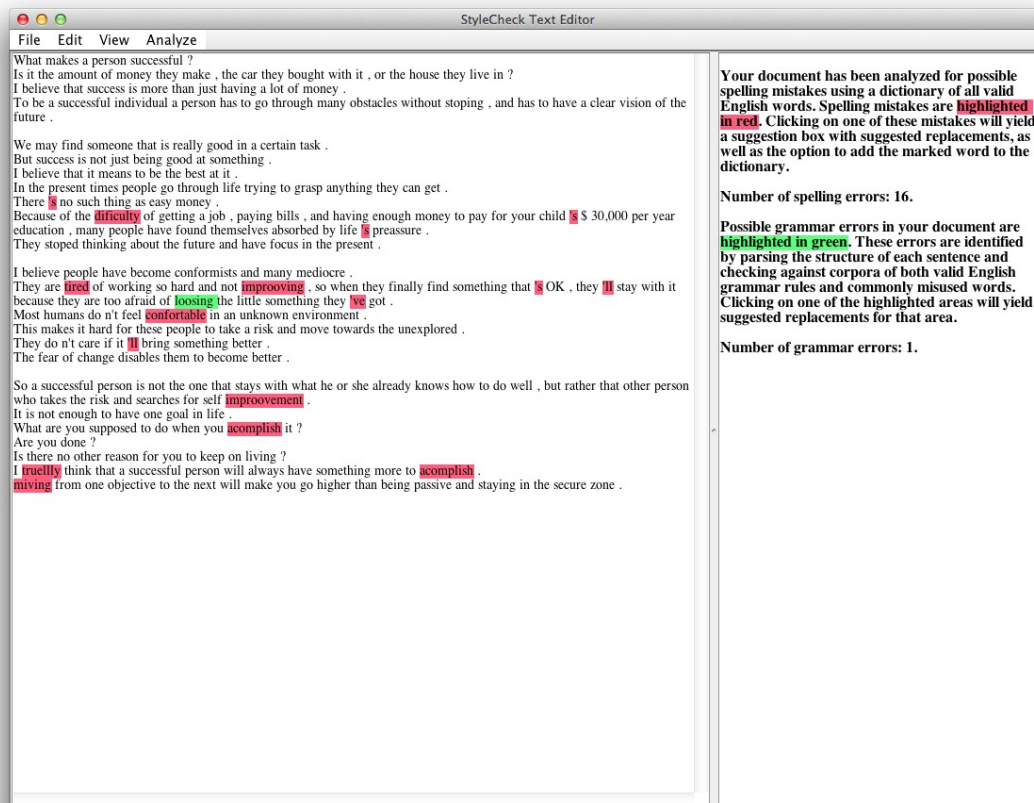 StyleCheck Text Editor
File Edit View Analyze
What makes a person successful ?
Is it the amount of money they make , the car they bought with it , or the house they live in ?
I believe that success is more than just having a lot of money .
To be a successful individual a person has to go through many obstacles without stoping , and has to have a clear vision of the
future .
We may find someone that is really good in a certain task .
But success is not just being good at something .
I believe that it means to be the best at it .
In the present times people go through life trying to grasp anything they can get .
There 's no such thing as easy money .
Because of the dificulty of getting a job , paying bills , and having enough money to pay for your child 's $ 30,000 per year
education , many people have found themselves absorbed by life 's preassure .
They stoped thinking about the future and have focus in the present .
I believe people have become conformists and many mediocre .
They are tired of working so hard and not improoving , so when they finally find something that 's OK , they 'll stay with it
because they are too afraid of loosing the little something they 've got .
Most humans do n't feel confortable in an unknown environment .
This makes it hard for these people to take a risk and move towards the unexplored .
They do n't care if it 'll bring something better .
The fear of change disables them to become better .
So a successful person is not the one that stays with what he or she already knows how to do well , but rather that other person
who takes the risk and searches for self improovement .
It is not enough to have one goal in life .
What are you supposed to do when you acomplish it ?
Are you done ?
Is there no other reason for you to keep on living ?
I truellly think that a successful person will always have something more to acomplish .
miving from one objective to the next will make you go higher than being passive and staying in the secure zone .
Your document has been analyzed for possible
spelling mistakes using a dictionary of all valid
English words. Spelling mistakes are highlighted
in red. Clicking on one of these mistakes will yield
a suggestion box with suggested replacements, as
well as the option to add the marked word to the
dictionary.
Number of spelling errors: 16.
Possible grammar errors in your document are
highlighted in green. These errors are identified
by parsing the structure of each sentence and
checking against corpora of both valid English
grammar rules and commonly misused words.
Clicking on one of the highlighted areas will yield
suggested replacements for that area.
Number of grammar errors: 1.